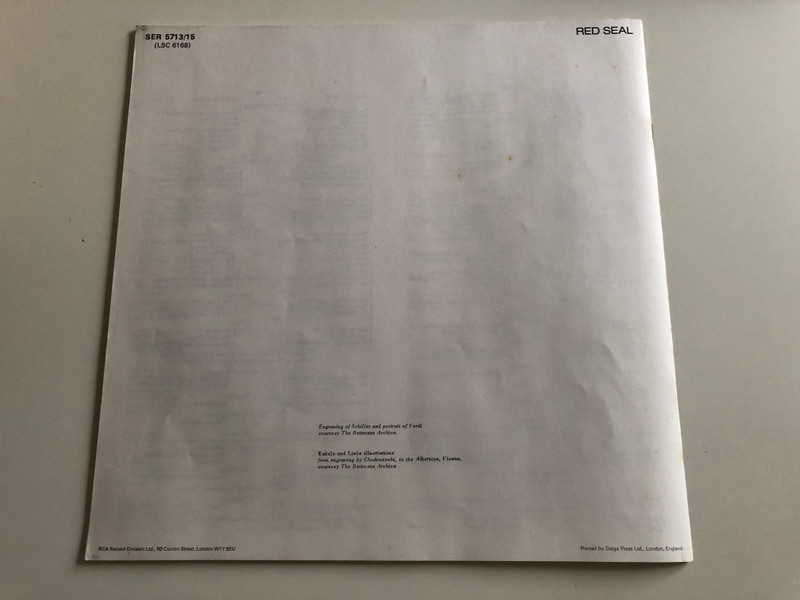 SER 5713/15
(LSC 6168)
RED SEAL
Engraving of Schiller and portrait of Verdi
courtesy The Bettmann Archive.
Kabale und Liebe illustrations
from engraving by Chodowiecki, in the Albertina, Vienna,
courtesy The Bettmann Archive
RCA Record Division Ltd., 50 Curzon Street, London W1Y 8EU
Printed by Delga Press Ltd., London, England